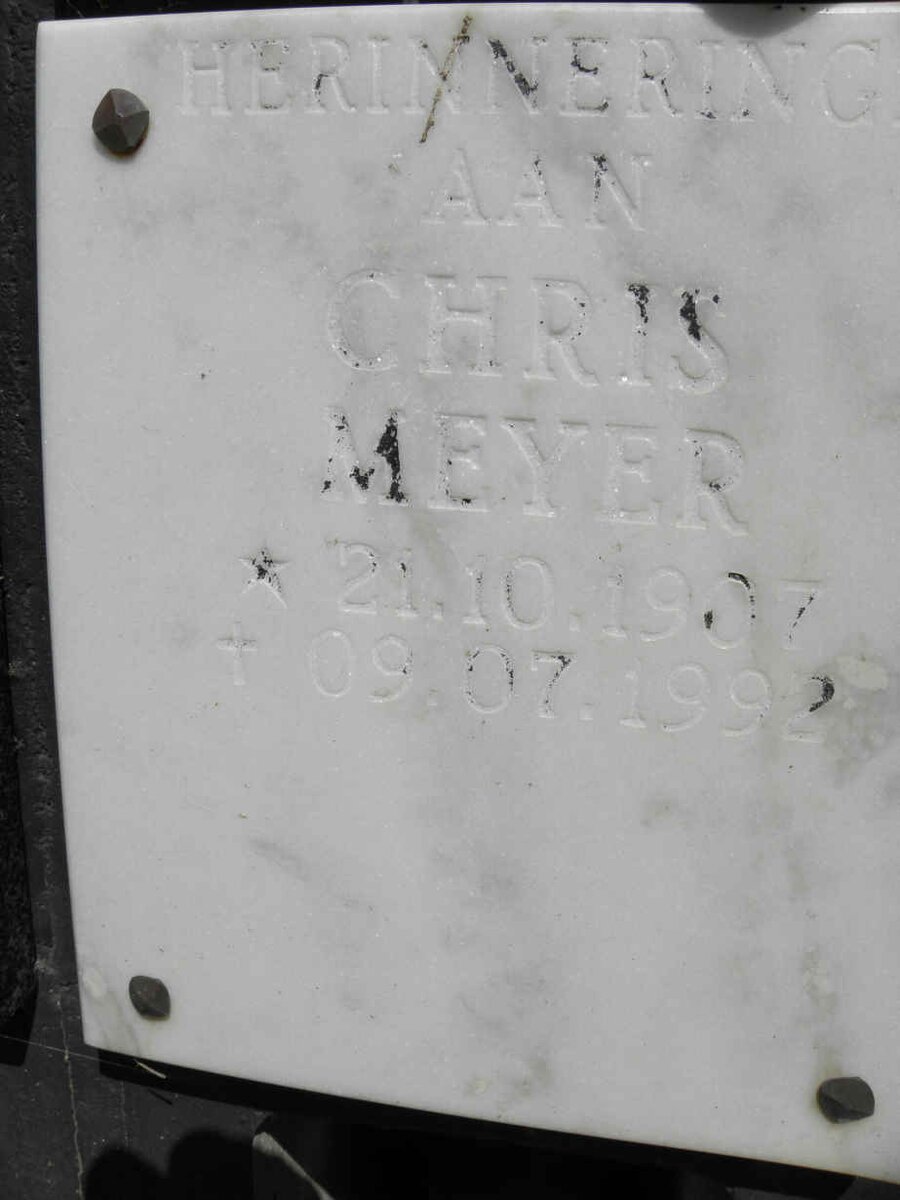 HERINNERING
AAN
CHRIS
MEYER
★ 21.10.1907
† 09.07.1992